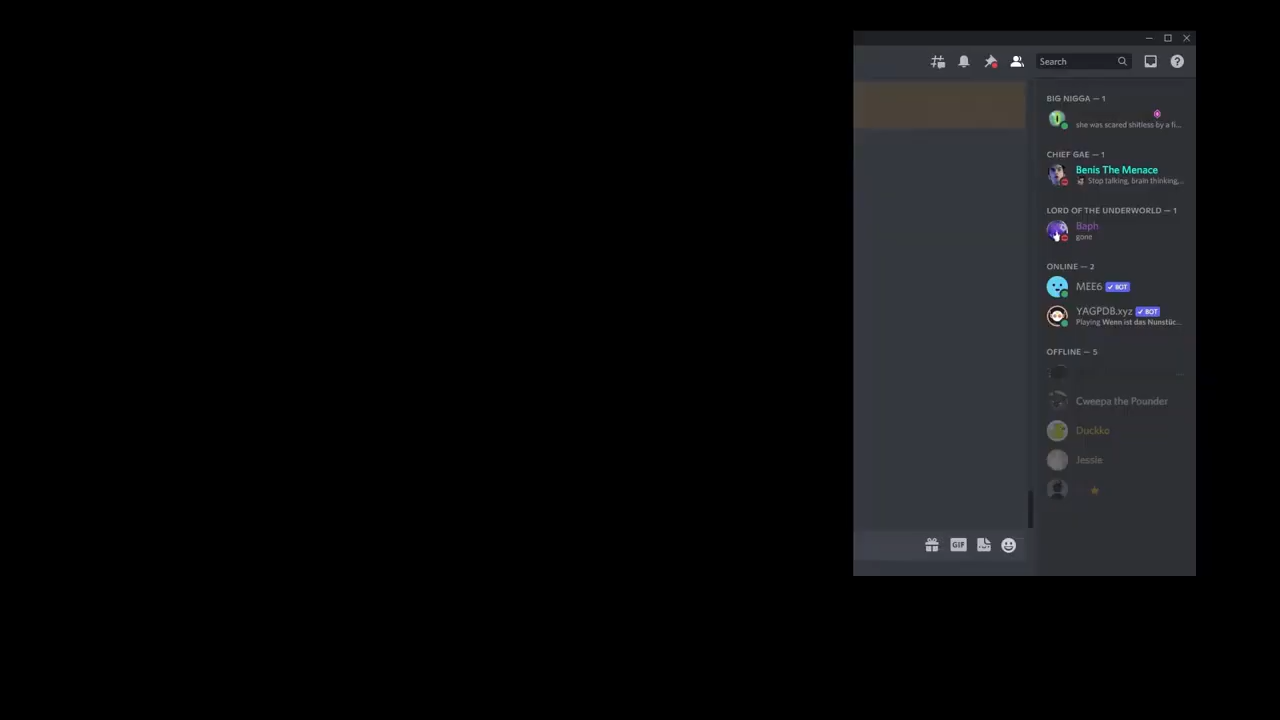 Search
BIG NIGGA — 1
she was scared shitless by a fi...
CHIEF GAE — 1
Benis The Menace
Stop talking, brain thinking,...
LORD OF THE UNDERWORLD — 1
Baph
gone
ONLINE — 2
MEE6 ✓ BOT
YAGPDB.xyz ✓ BOT
Playing Wenn ist das Nunstüc...
OFFLINE — 5
Cweepa the Pounder
Duckko
Jessie
GIF